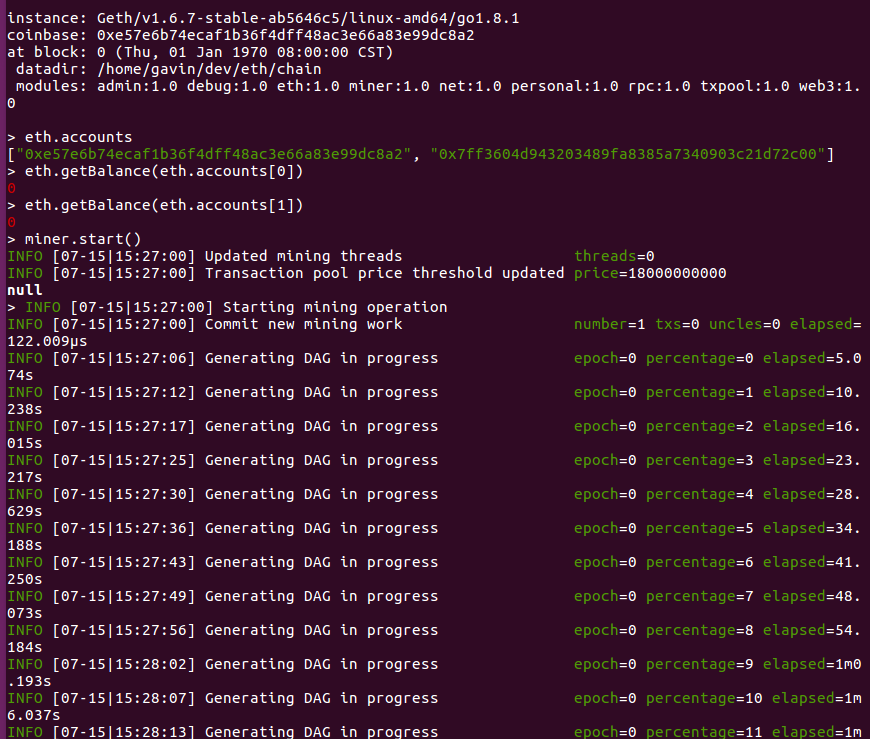 instance: Geth/v1.6.7-stable-ab5646c5/linux-amd64/go1.8.1
coinbase: 0xe57e6b74ecaf1b36f4dff48ac3e66a83e99dc8a2
at block: 0 (Thu, 01 Jan 1970 08:00:00 CST)
 datadir: /home/gavin/dev/eth/chain
 modules: admin:1.0 debug:1.0 eth:1.0 miner:1.0 net:1.0 personal:1.0 rpc:1.0 txpool:1.0 web3:1.
0
> eth.accounts
["0xe57e6b74ecaf1b36f4dff48ac3e66a83e99dc8a2", "0x7ff3604d943203489fa8385a7340903c21d72c00"]
> eth.getBalance(eth.accounts[0])
0
> eth.getBalance(eth.accounts[1])
0
> miner.start()
INFO [07-15|15:27:00] Updated mining threads                   threads=0
INFO [07-15|15:27:00] Transaction pool price threshold updated price=18000000000
null
> INFO [07-15|15:27:00] Starting mining operation
INFO [07-15|15:27:00] Commit new mining work                   number=1 txs=0 uncles=0 elapsed=
122.009µs
INFO [07-15|15:27:06] Generating DAG in progress               epoch=0 percentage=0 elapsed=5.0
74s
INFO [07-15|15:27:12] Generating DAG in progress               epoch=0 percentage=1 elapsed=10.
238s
INFO [07-15|15:27:17] Generating DAG in progress               epoch=0 percentage=2 elapsed=16.
015s
INFO [07-15|15:27:25] Generating DAG in progress               epoch=0 percentage=3 elapsed=23.
217s
INFO [07-15|15:27:30] Generating DAG in progress               epoch=0 percentage=4 elapsed=28.
629s
INFO [07-15|15:27:36] Generating DAG in progress               epoch=0 percentage=5 elapsed=34.
188s
INFO [07-15|15:27:43] Generating DAG in progress               epoch=0 percentage=6 elapsed=41.
250s
INFO [07-15|15:27:49] Generating DAG in progress               epoch=0 percentage=7 elapsed=48.
073s
INFO [07-15|15:27:56] Generating DAG in progress               epoch=0 percentage=8 elapsed=54.
184s
INFO [07-15|15:28:02] Generating DAG in progress               epoch=0 percentage=9 elapsed=1m0
.193s
INFO [07-15|15:28:07] Generating DAG in progress               epoch=0 percentage=10 elapsed=1m
6.037s
INFO [07-15|15:28:13] Generating DAG in progress               epoch=0 percentage=11 elapsed=1m